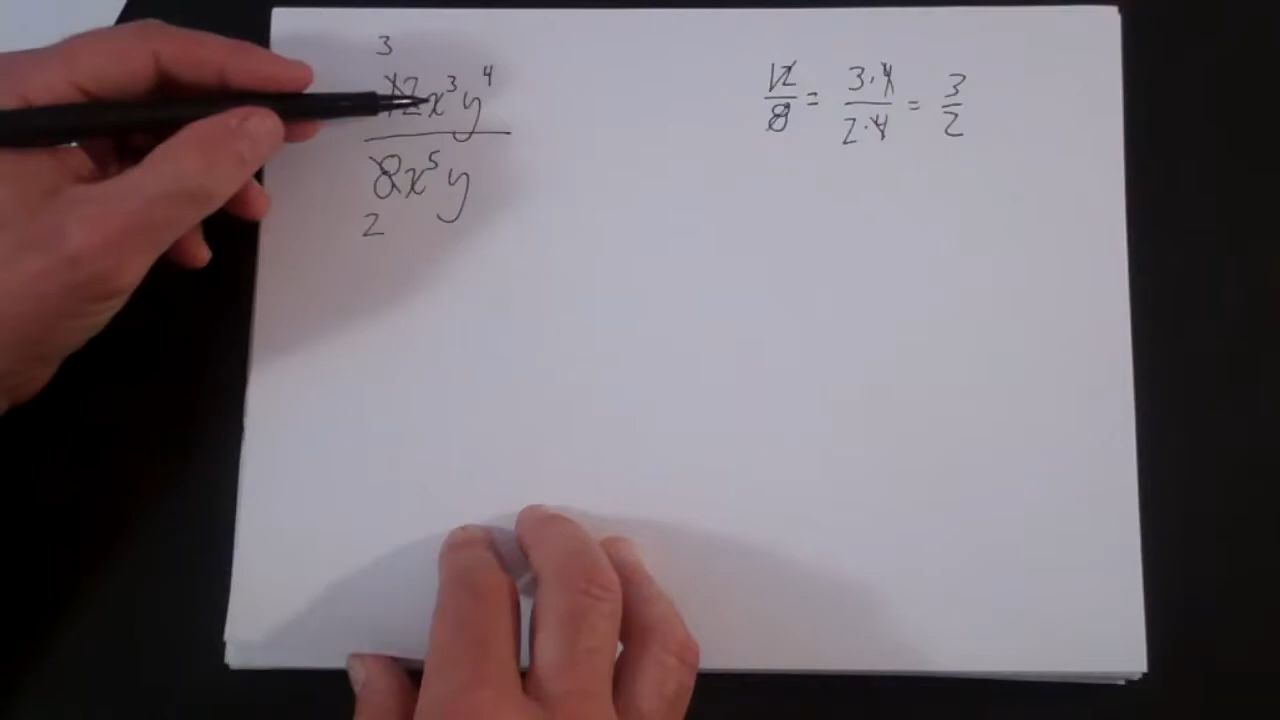 3
12x³y⁴
8x⁵y
2
12/8 = 3·4/2·4 = 3/2